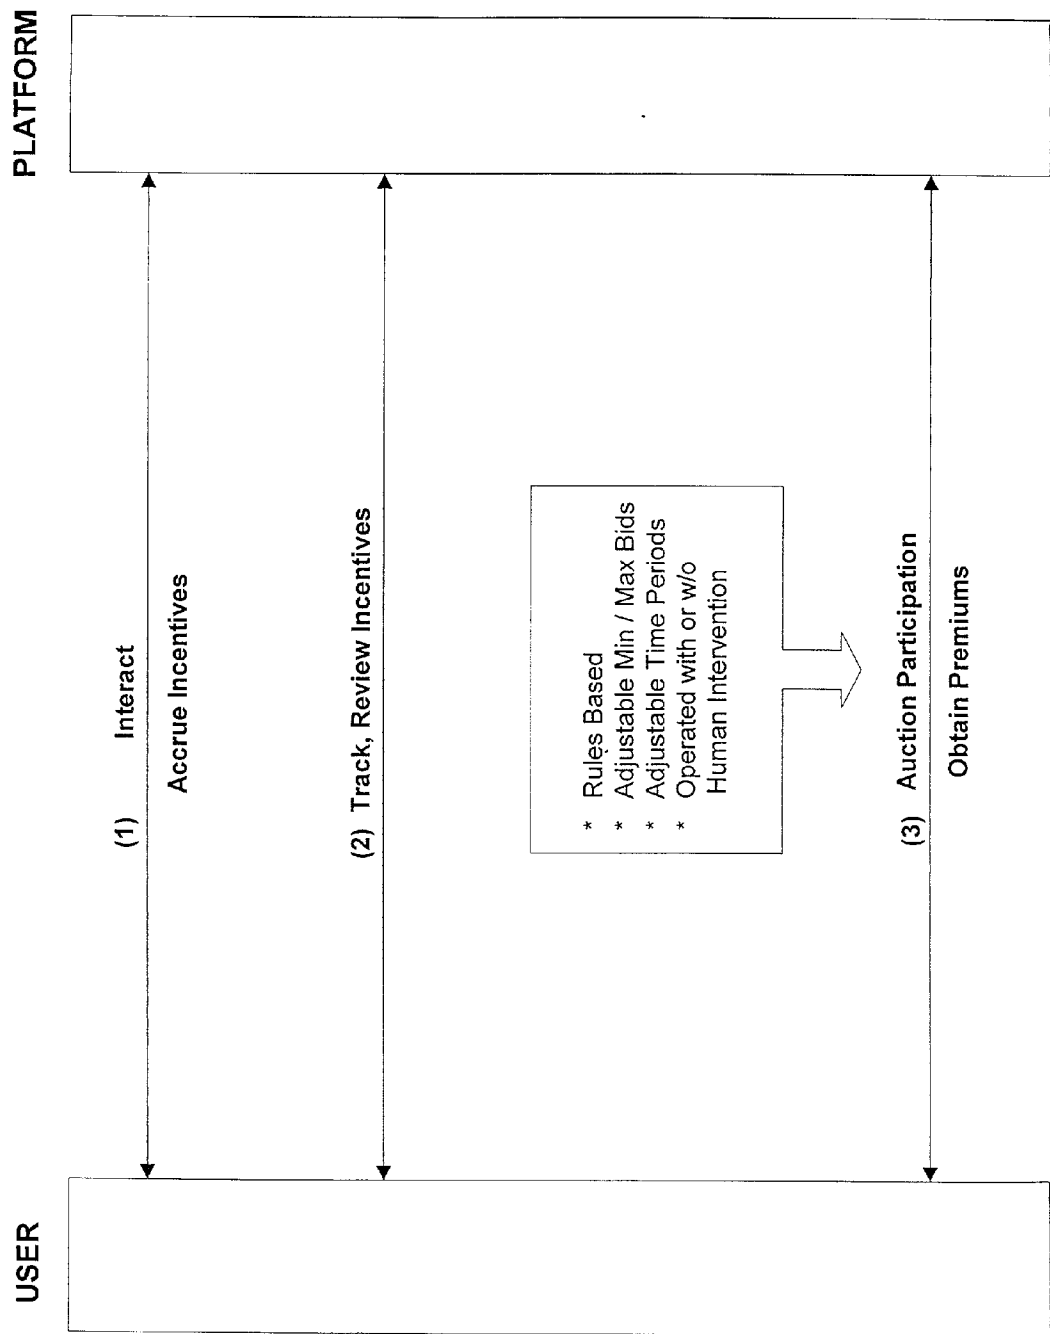 USER
PLATFORM
(1) Interact
Accrue Incentives
(2) Track, Review Incentives
* Rules Based
* Adjustable Min / Max Bids
* Adjustable Time Periods
* Operated with or w/o
Human Intervention
(3) Auction Participation
Obtain Premiums